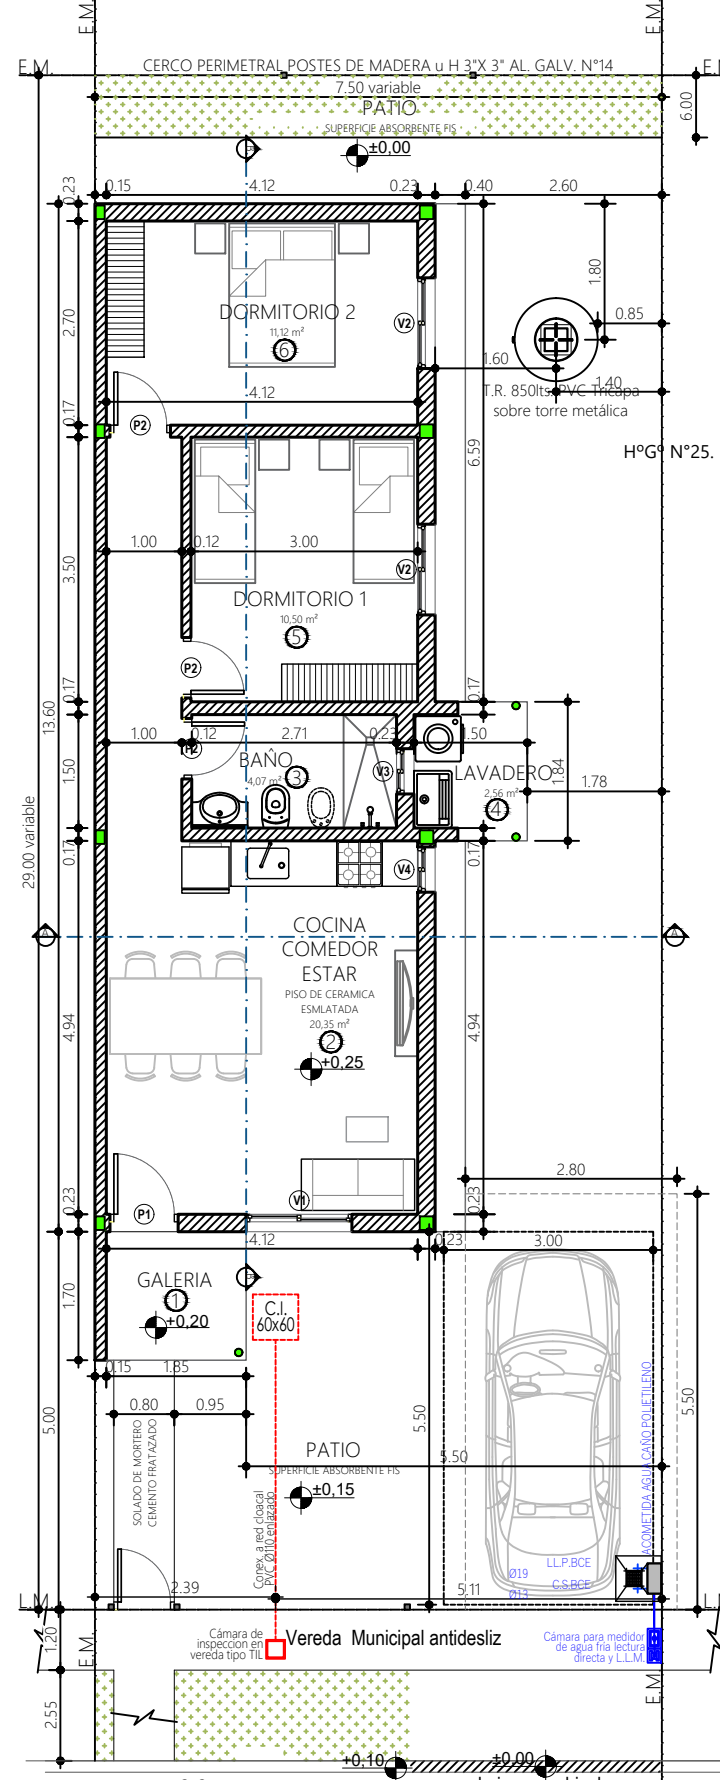 E.M.
E.M.
E.M.
E.M.
CERCO PERIMETRAL POSTES DE MADERA u H 3"X 3" AL. GALV. N°14
7.50 variable
PATIO
SUPERFICIE ABSORBENTE FIS
6.00
±0,00
0.23
0.15
4.12
0.23
0.40
2.60
DORMITORIO 2
11,12 m²
6
V2
2.70
1.80
0.85
1.60
1.40
T.R. 850lts. PVC Tricapa
sobre torre metálica
4.12
P2
0.17
6.59
HºGº N°25.
1.00
0.12
3.00
V2
3.50
DORMITORIO 1
10,50 m²
5
P2
0.17
0.17
13.60
1.00
0.12
2.71
0.23
1.50
P2
BAÑO
4,07 m²
3
V3
LAVADERO
2,56 m²
4
1.50
1.84
1.78
29.00 variable
0.17
0.17
V4
COCINA
COMEDOR
ESTAR
PISO DE CERAMICA
ESMLATADA
20,35 m²
2
+0,25
A
A
4.94
4.94
2.80
0.23
P1
V1
0.23
4.12
0.23
3.00
GALERIA
1
+0,20
1.70
C.I.
60x60
0.15
1.85
0.80
0.95
5.00
5.50
5.50
SOLADO DE MORTERO
CEMENTO FRATAZADO
PATIO
5.50
SUPERFICIE ABSORBENTE FIS
±0,15
Conex. a red cloacal
PVC Ø110 enlazado
ACOMETIDA AGUA CAÑO POLIETILENO
LL.P.BCE
Ø19
C.S.BCE
Ø13
2.39
5.11
L.M.
L.M.
1.20
E.M.
Cámara de
inspeccion en
vereda tipo TIL
Vereda Municipal antidesliz
Cámara para medidor
de agua fría lectura
directa y L.L.M.
E.M.
2.55
+0,10
±0,00